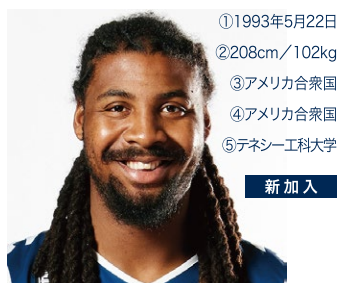 ①1993年5月22日
②208cm／102kg
③アメリカ合衆国
④アメリカ合衆国
⑤テネシー工科大学
新加入